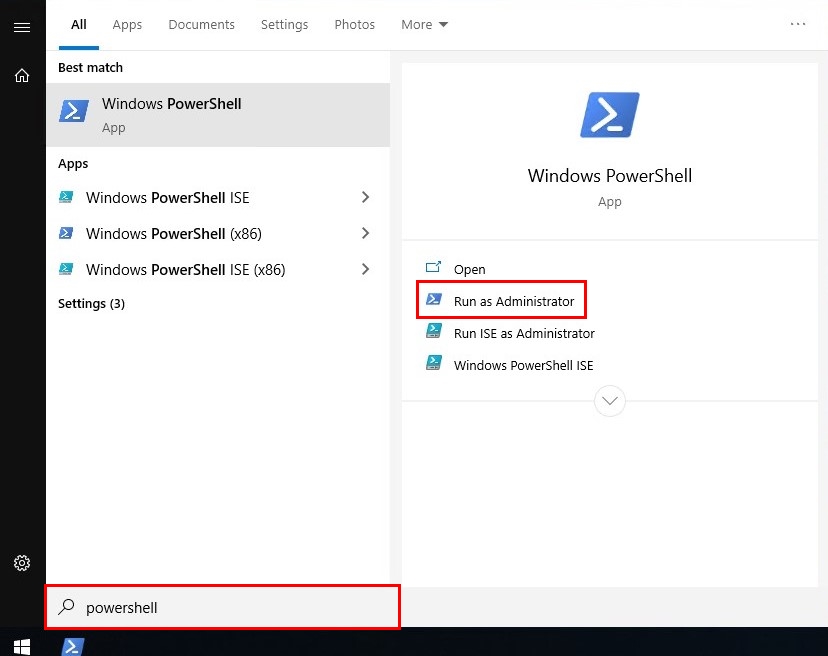 All Apps Documents Settings Photos More
Best match
Windows PowerShell
App
Apps
Windows PowerShell ISE
Windows PowerShell (x86)
Windows PowerShell ISE (x86)
Settings (3)
Windows PowerShell
App
Open
Run as Administrator
Run ISE as Administrator
Windows PowerShell ISE
powershell